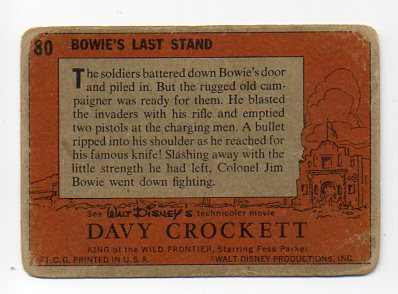 80 BOWIE'S LAST STAND
The soldiers battered down Bowie's door
and piled in. But the rugged old cam-
paigner was ready for them. He blasted
the invaders with his rifle and emptied
two pistols at the charging men. A bullet
ripped into his shoulder as he reached for
his famous knife! Slashing away with the
little strength he had left, Colonel Jim
Bowie went down fighting.
See WALT DISNEY'S technicolor movie
DAVY CROCKETT
KING of the WILD FRONTIER, Starring Fess Parker
©T.C.G. PRINTED IN U.S.A. ©WALT DISNEY PRODUCTIONS, INC.